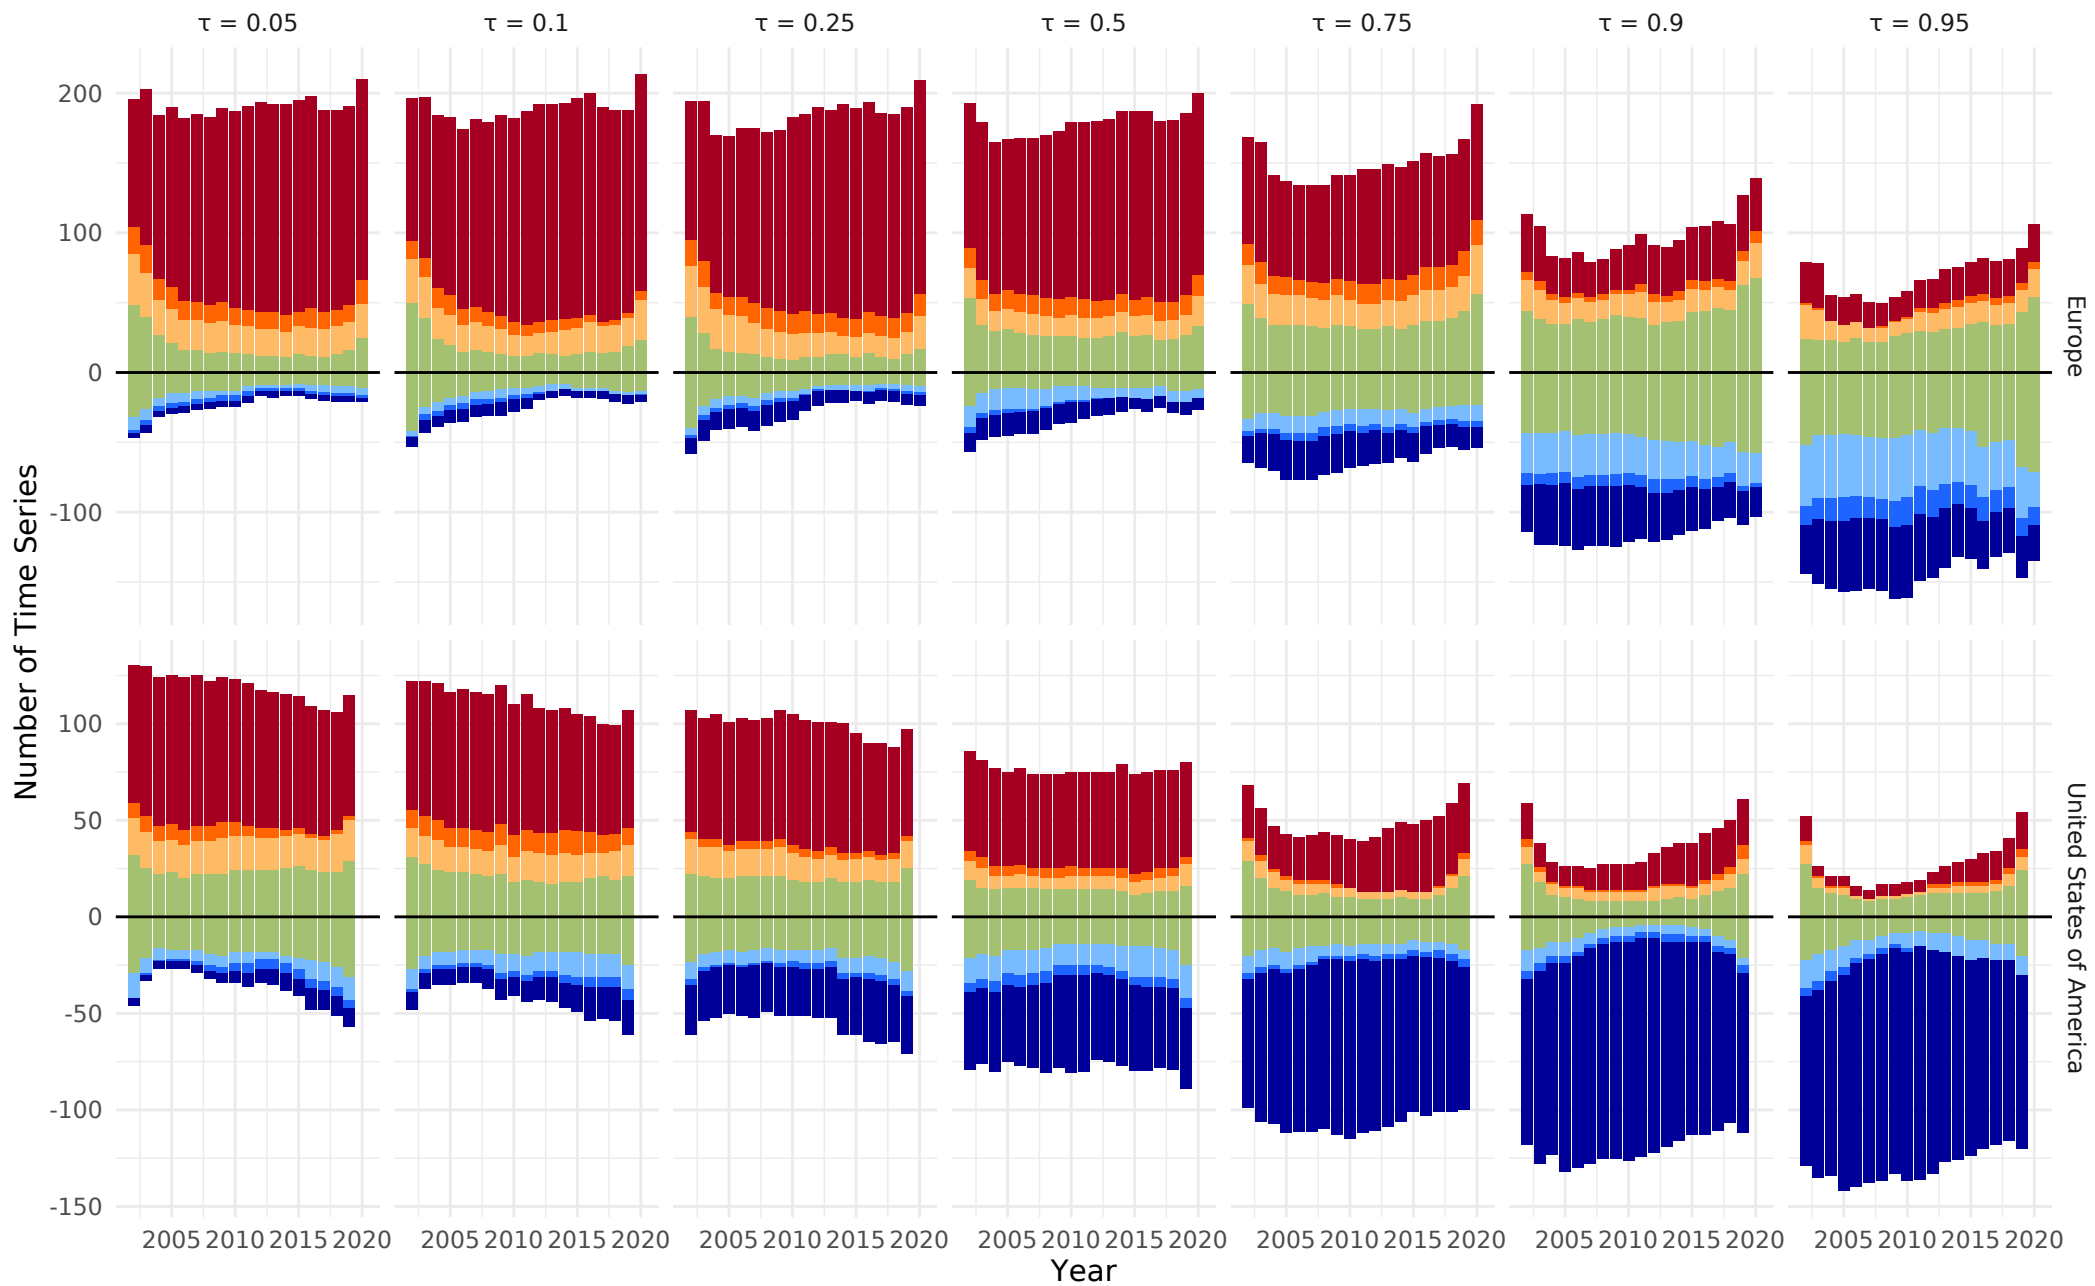 τ = 0.05 τ = 0.1 τ = 0.25 τ = 0.5 τ = 0.75 τ = 0.9 τ = 0.95
200
100
0
-100
Europe
Number of Time Series
100
50
0
-50
-100
-150
United States of America
2005 2010 2015 2020 2005 2010 2015 2020 2005 2010 2015 2020 2005 2010 2015 2020 2005 2010 2015 2020 2005 2010 2015 2020 2005 2010 2015 2020
Year